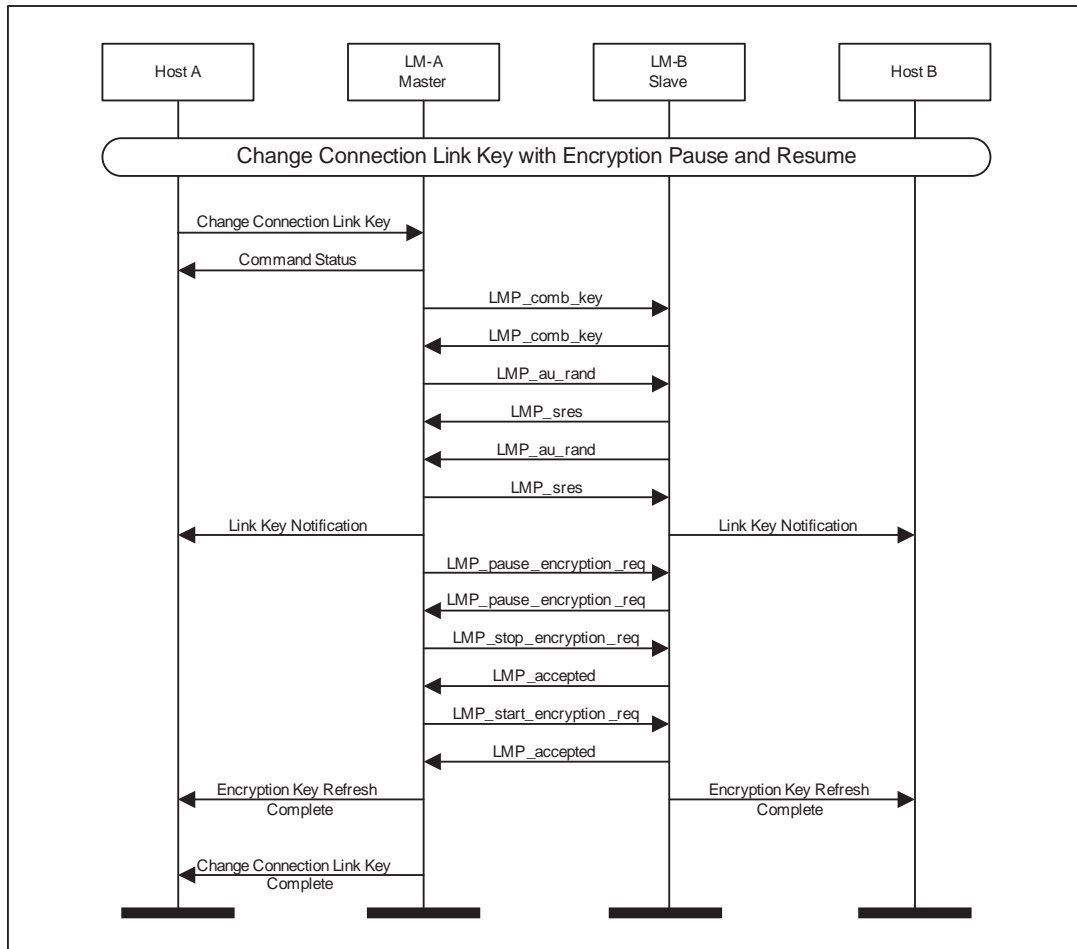 Host A
LM-A
Master
LM-B
Slave
Host B
Change Connection Link Key with Encryption Pause and Resume
Change Connection Link Key
Command Status
LMP_comb_key
LMP_comb_key
LMP_au_rand
LMP_sres
LMP_au_rand
LMP_sres
Link Key Notification
Link Key Notification
LMP_pause_encryption_req
LMP_pause_encryption_req
LMP_stop_encryption_req
LMP_accepted
LMP_start_encryption_req
LMP_accepted
Encryption Key Refresh
Complete
Encryption Key Refresh
Complete
Change Connection Link Key
Complete